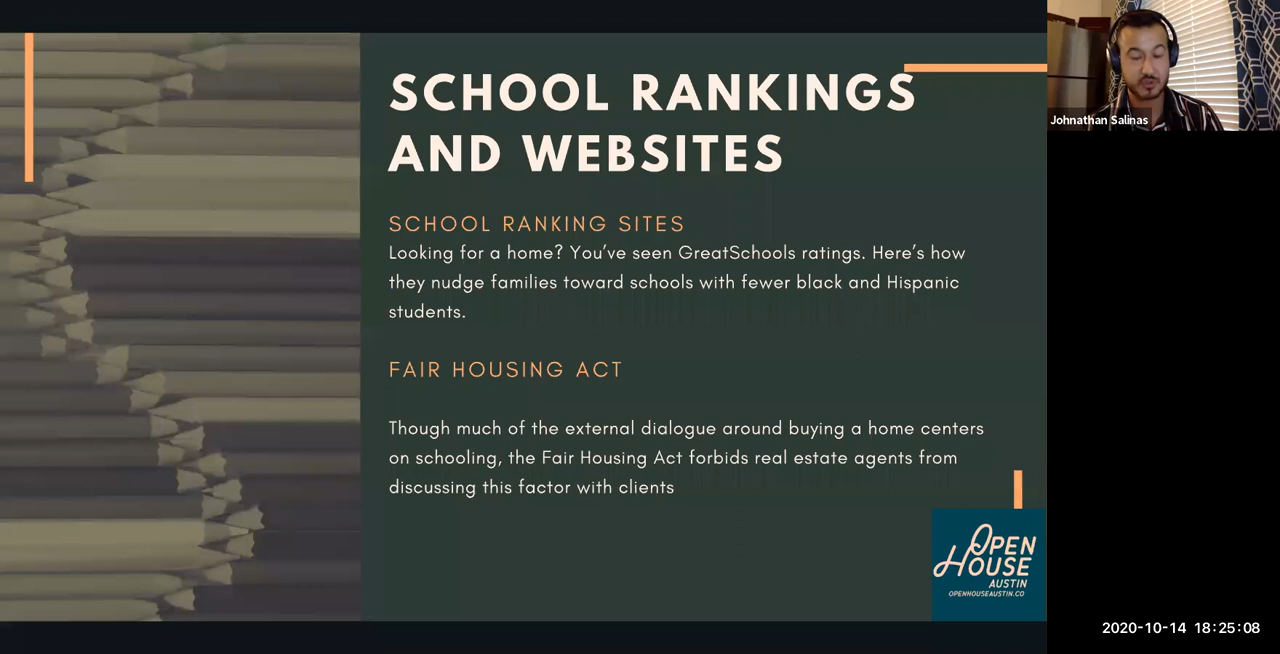 SCHOOL RANKINGS
AND WEBSITES
SCHOOL RANKING SITES
Looking for a home? You've seen GreatSchools ratings. Here's how
they nudge families toward schools with fewer black and Hispanic
students.
FAIR HOUSING ACT
Though much of the external dialogue around buying a home centers
on schooling, the Fair Housing Act forbids real estate agents from
discussing this factor with clients
OPEN
HOUSE
AUSTIN
OPENHOUSEAUSTIN.CO
Johnathan Salinas
2020-10-14 18:25:08